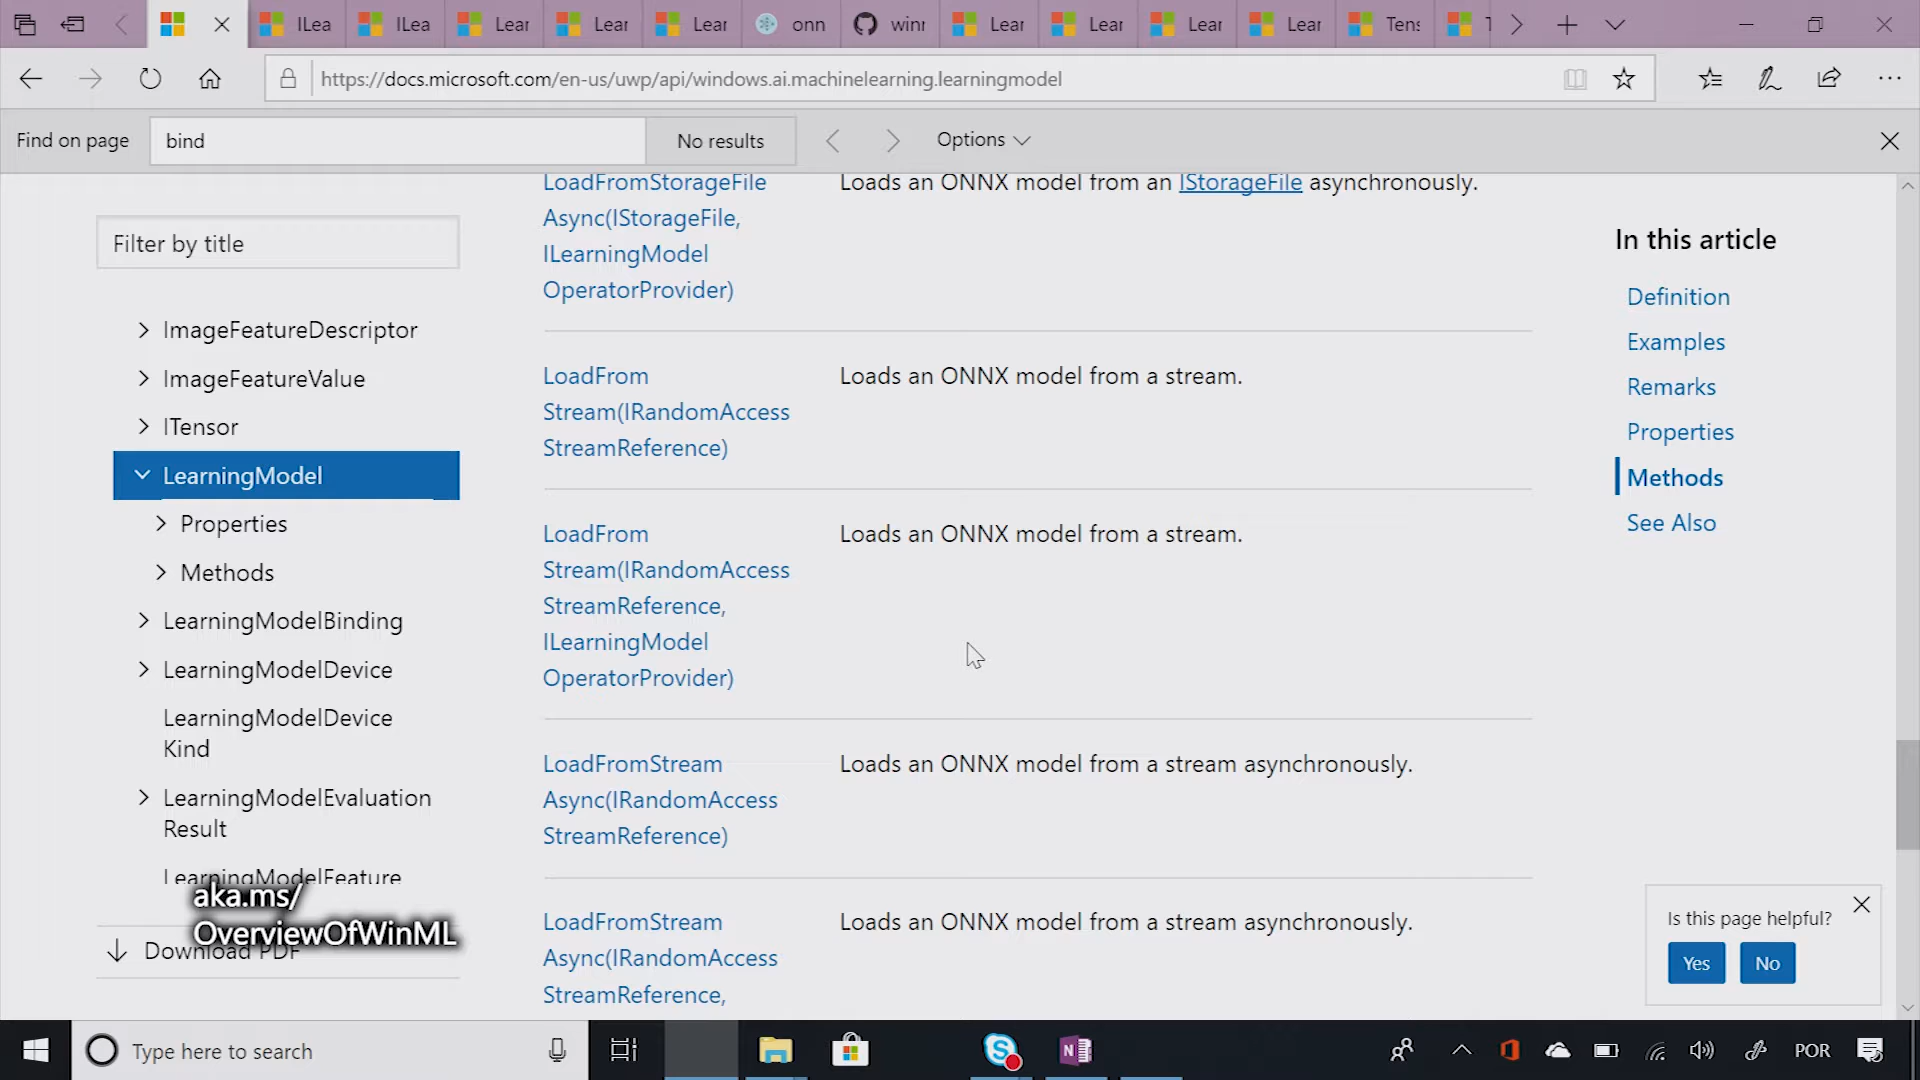 ILea
ILea
Lear
Lear
Lear
onn
winr
Lear
Lear
Lear
Lear
Tens
https://docs.microsoft.com/en-us/uwp/api/windows.ai.machinelearning.learningmodel
Find on page
bind
No results
Options
Filter by title
ImageFeatureDescriptor
ImageFeatureValue
ITensor
LearningModel
Properties
Methods
LearningModelBinding
LearningModelDevice
LearningModelDevice
Kind
LearningModelEvaluation
Result
LearningModelFeature
Download PDF
aka.ms/
OverviewOfWinML
LoadFromStorageFile
Async(IStorageFile,
ILearningModel
OperatorProvider)
Loads an ONNX model from an IStorageFile asynchronously.
LoadFrom
Stream(IRandomAccess
StreamReference)
Loads an ONNX model from a stream.
LoadFrom
Stream(IRandomAccess
StreamReference,
ILearningModel
OperatorProvider)
Loads an ONNX model from a stream.
LoadFromStream
Async(IRandomAccess
StreamReference)
Loads an ONNX model from a stream asynchronously.
LoadFromStream
Async(IRandomAccess
StreamReference,
Loads an ONNX model from a stream asynchronously.
In this article
Definition
Examples
Remarks
Properties
Methods
See Also
Is this page helpful?
Yes
No
Type here to search
POR